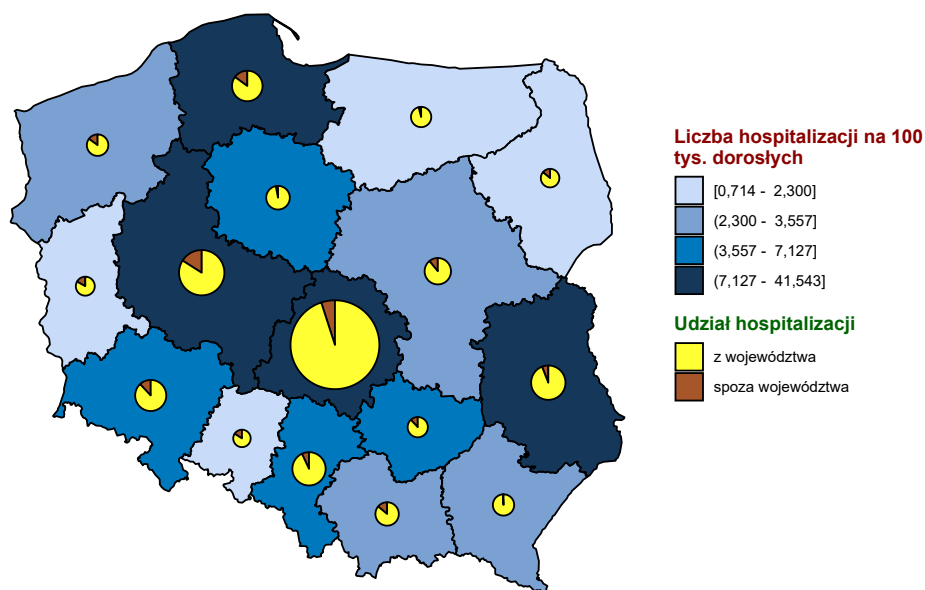 Liczba hospitalizacji na 100
tys. dorosłych
[0,714 - 2,300]
(2,300 - 3,557]
(3,557 - 7,127]
(7,127 - 41,543]
Udział hospitalizacji
z województwa
spoza województwa